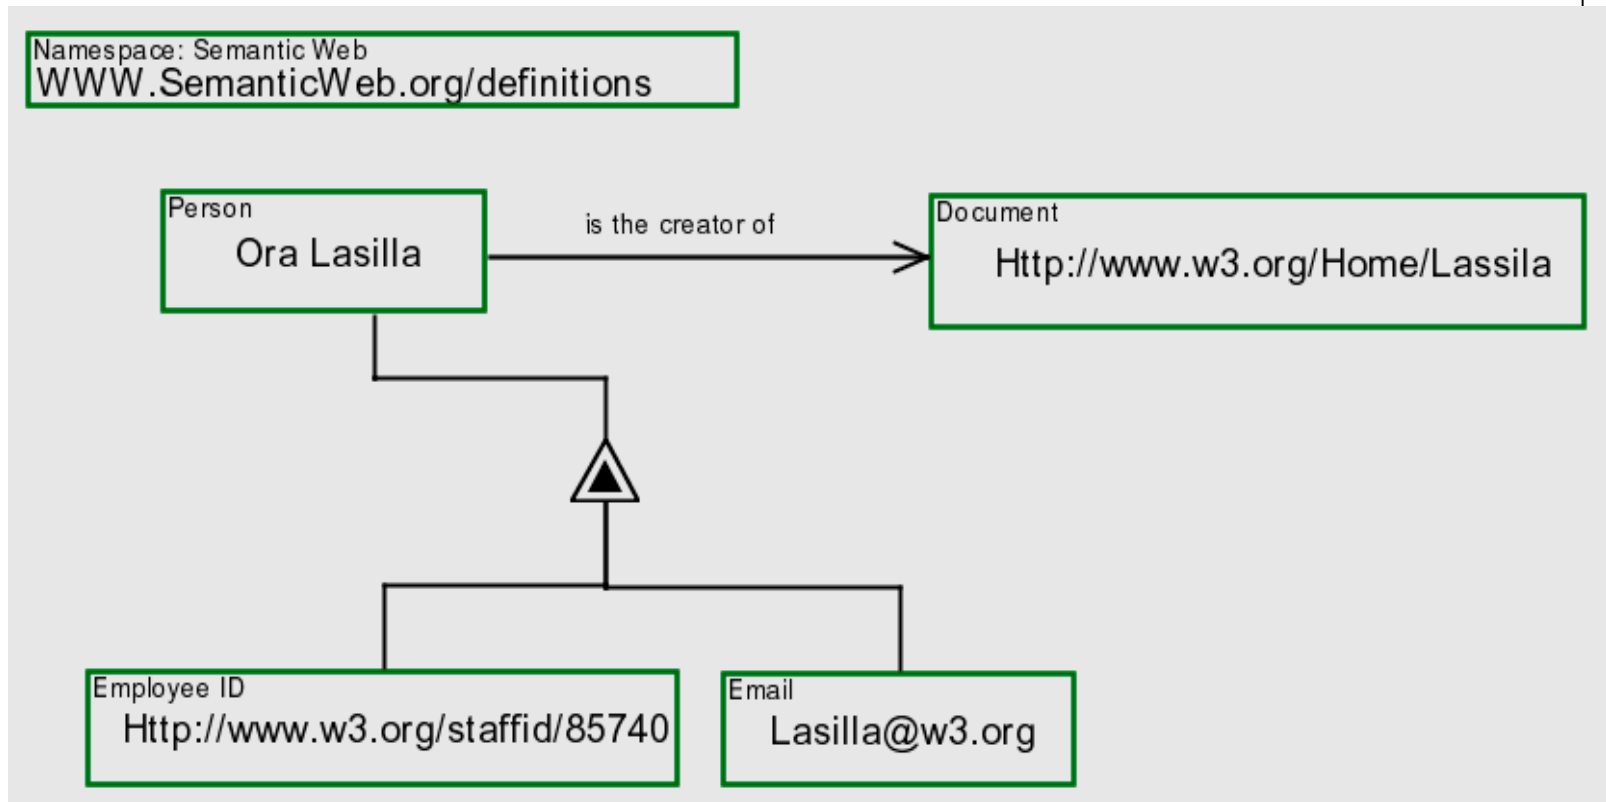 Namespace: Semantic Web
WWW.SemanticWeb.org/definitions
Person
Ora Lasilla
is the creator of
Document
Http://www.w3.org/Home/Lassila
Employee ID
Http://www.w3.org/staffid/85740
Email
Lasilla@w3.org